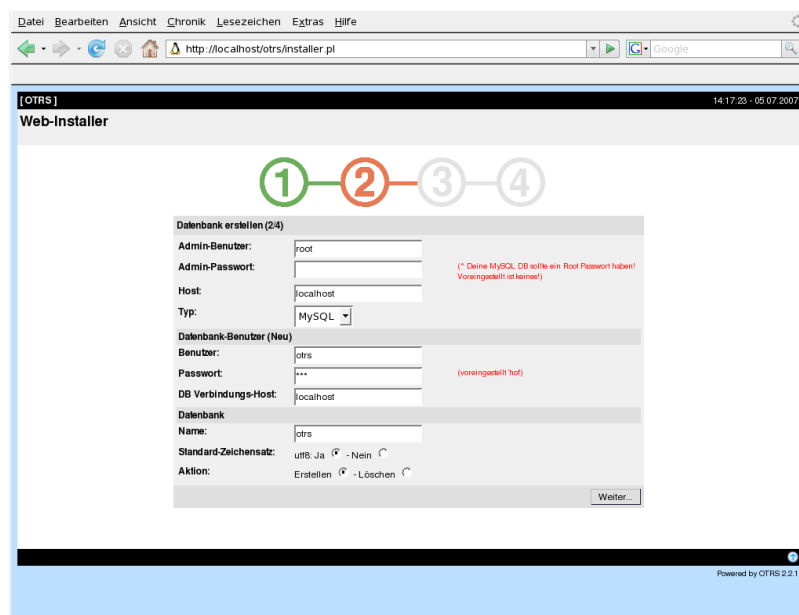 Datei Bearbeiten Ansicht Chronik Lesezeichen Extras Hilfe
http://localhost/otrs/installer.pl
G Google
[ OTRS ]
14:17:23 - 05.07.2007
Web-Installer
1 2 3 4
Datenbank erstellen (2/4)
Admin-Benutzer: root
Admin-Passwort: (* Deine MySQL DB sollte ein Root Passwort haben!
Voreingestellt ist keines!)
Host: localhost
Typ: MySQL
Datenbank-Benutzer (Neu)
Benutzer: otrs
Passwort: *** (voreingestellt 'hot')
DB Verbindungs-Host: localhost
Datenbank
Name: otrs
Standard-Zeichensatz: utf8: Ja - Nein
Aktion: Erstellen - Löschen
Weiter...
Powered by OTRS 2.2.1